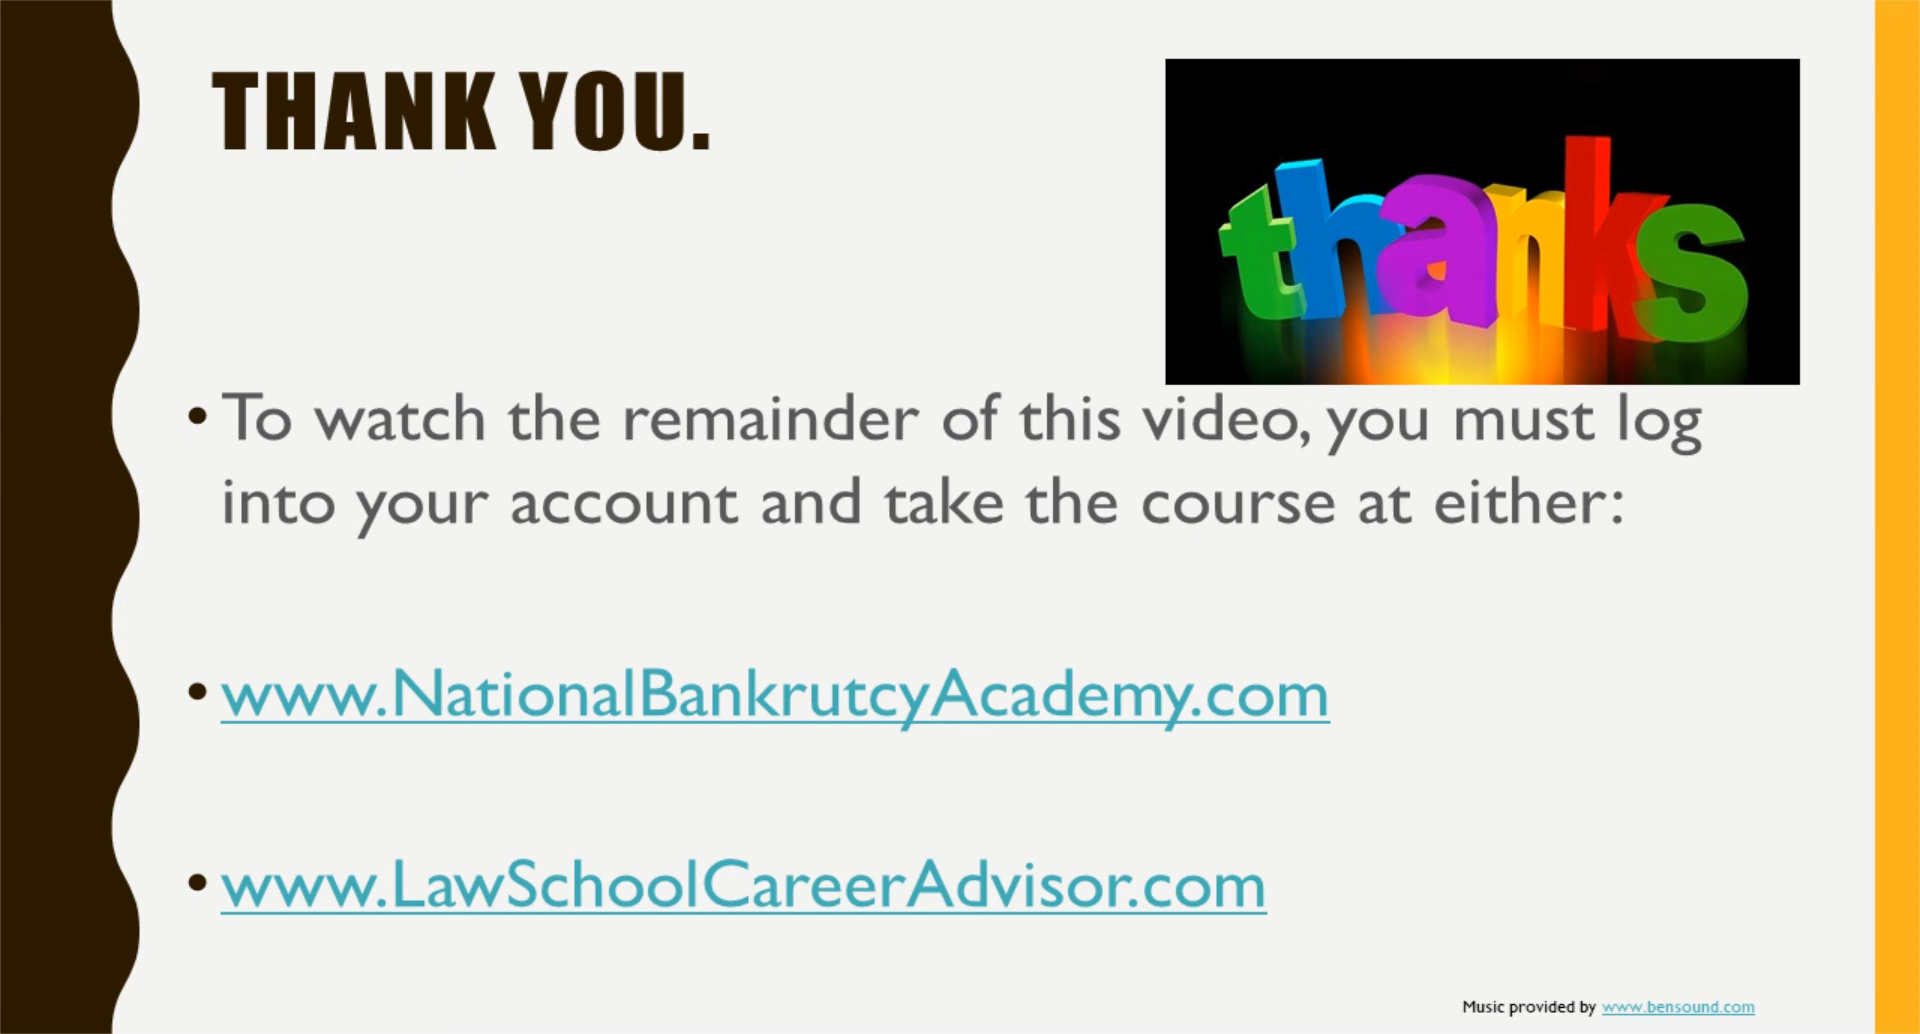 THANK YOU.
thanks
• To watch the remainder of this video, you must log
into your account and take the course at either:
• www.NationalBankrutcyAcademy.com
• www.LawSchoolCareerAdvisor.com
Music provided by www.bensound.com